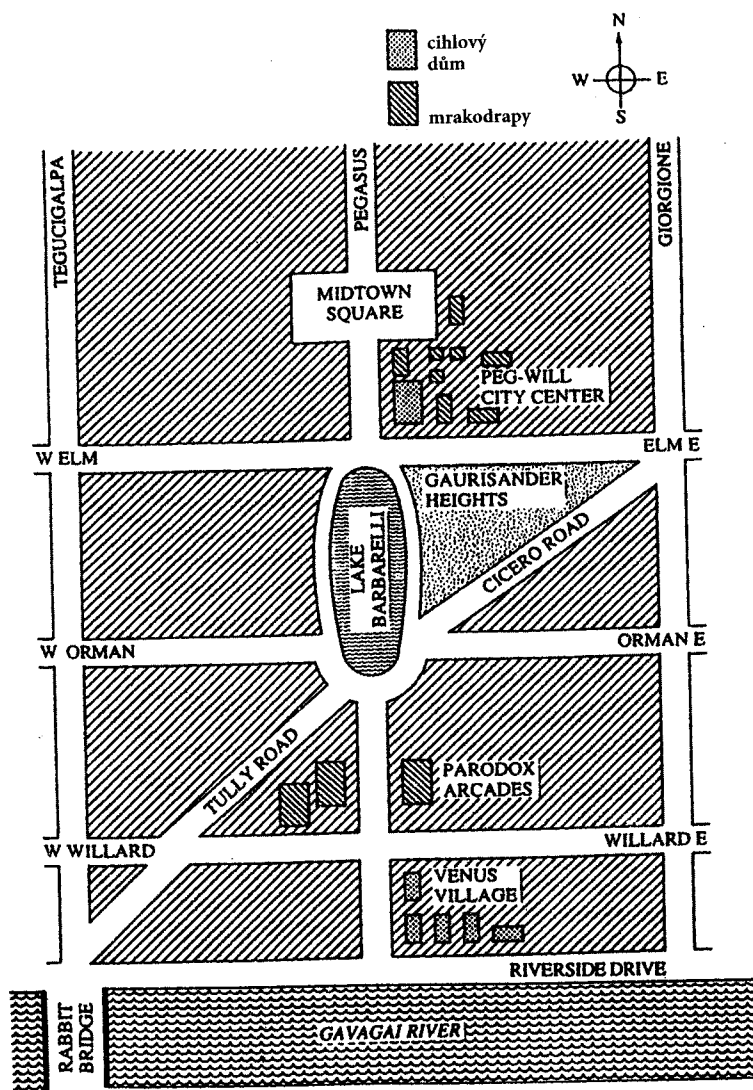 cihlový
dům
mrakodrapy
N
W E
S
TEGUCIGALPA
PEGASUS
GIORGIONE
MIDTOWN
SQUARE
PEG-WILL
CITY CENTER
W ELM
ELM E
GAURISANDER
HEIGHTS
LAKE
BARBARELLI
CICERO ROAD
W ORMAN
ORMAN E
TULLY ROAD
PARODOX
ARCADES
W WILLARD
WILLARD E
VENUS
VILLAGE
RIVERSIDE DRIVE
RABBIT
BRIDGE
GAVAGAI RIVER